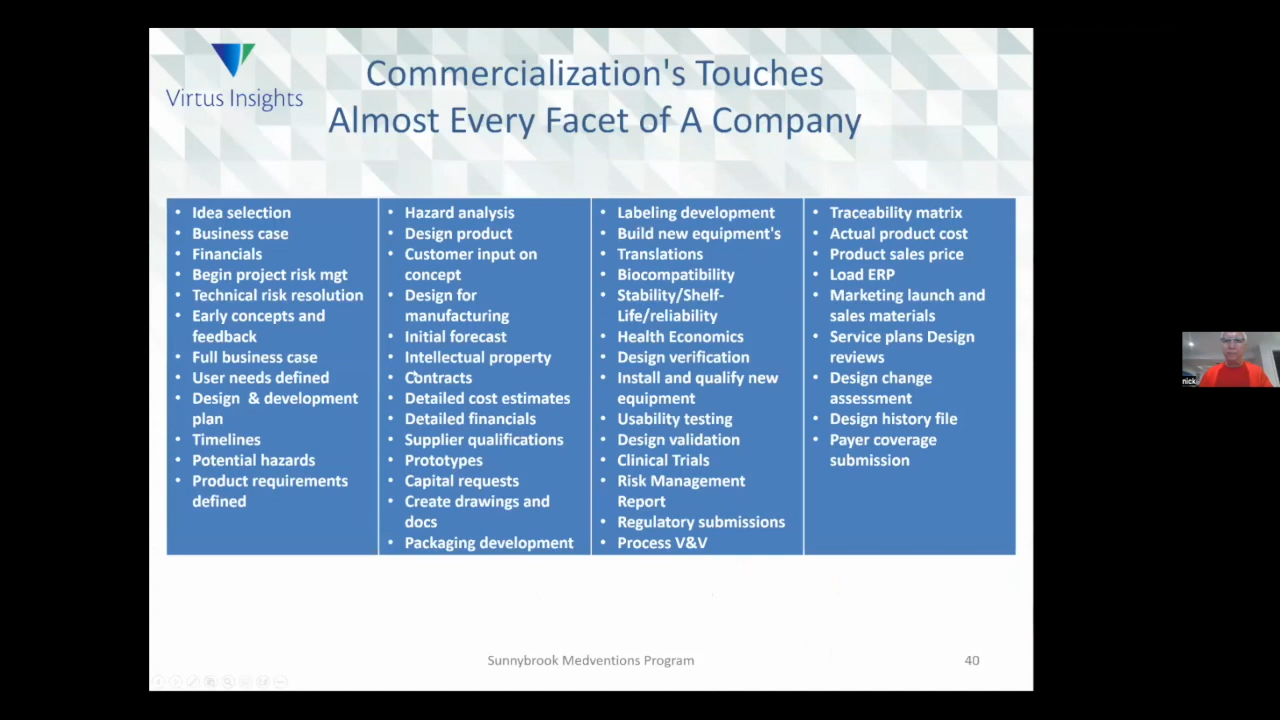 Virtus Insights
Commercialization's Touches
Almost Every Facet of A Company
• Idea selection
• Business case
• Financials
• Begin project risk mgt
• Technical risk resolution
• Early concepts and
feedback
• Full business case
• User needs defined
• Design & development
plan
• Timelines
• Potential hazards
• Product requirements
defined
• Hazard analysis
• Design product
• Customer input on
concept
• Design for
manufacturing
• Initial forecast
• Intellectual property
• Contracts
• Detailed cost estimates
• Detailed financials
• Supplier qualifications
• Prototypes
• Capital requests
• Create drawings and
docs
• Packaging development
• Labeling development
• Build new equipment's
• Translations
• Biocompatibility
• Stability/Shelf-
Life/reliability
• Health Economics
• Design verification
• Install and qualify new
equipment
• Usability testing
• Design validation
• Clinical Trials
• Risk Management
Report
• Regulatory submissions
• Process V&V
• Traceability matrix
• Actual product cost
• Product sales price
• Load ERP
• Marketing launch and
sales materials
• Service plans Design
reviews
• Design change
assessment
• Design history file
• Payer coverage
submission
nick
Sunnybrook Medventions Program
40